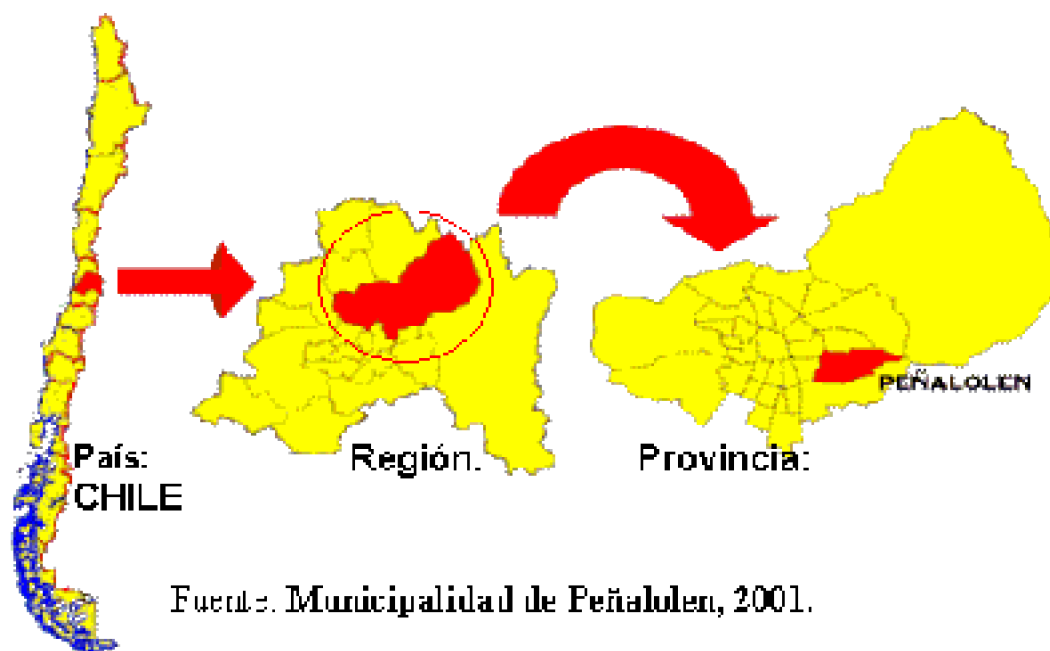 PEÑALOLEN
País:
CHILE
Región.
Provincia:
Fuente. Municipalidad de Peñalolen, 2001.